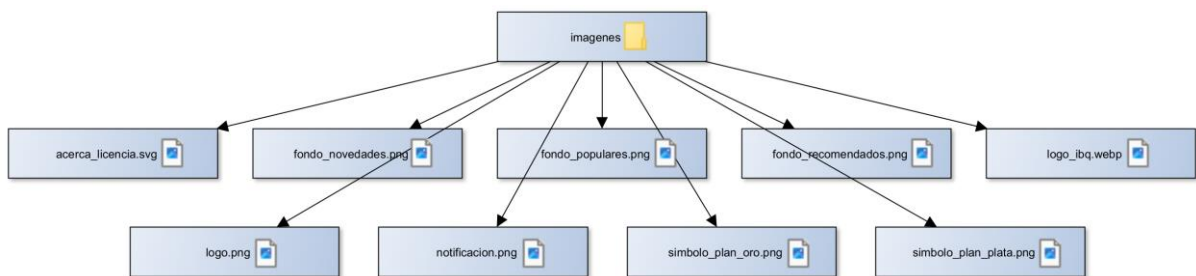 imagenes
acerca_licencia.svg
fondo_novedades.png
fondo_populares.png
fondo_recomendados.png
logo_ibq.webp
logo.png
notificacion.png
simbolo_plan_oro.png
simbolo_plan_plata.png